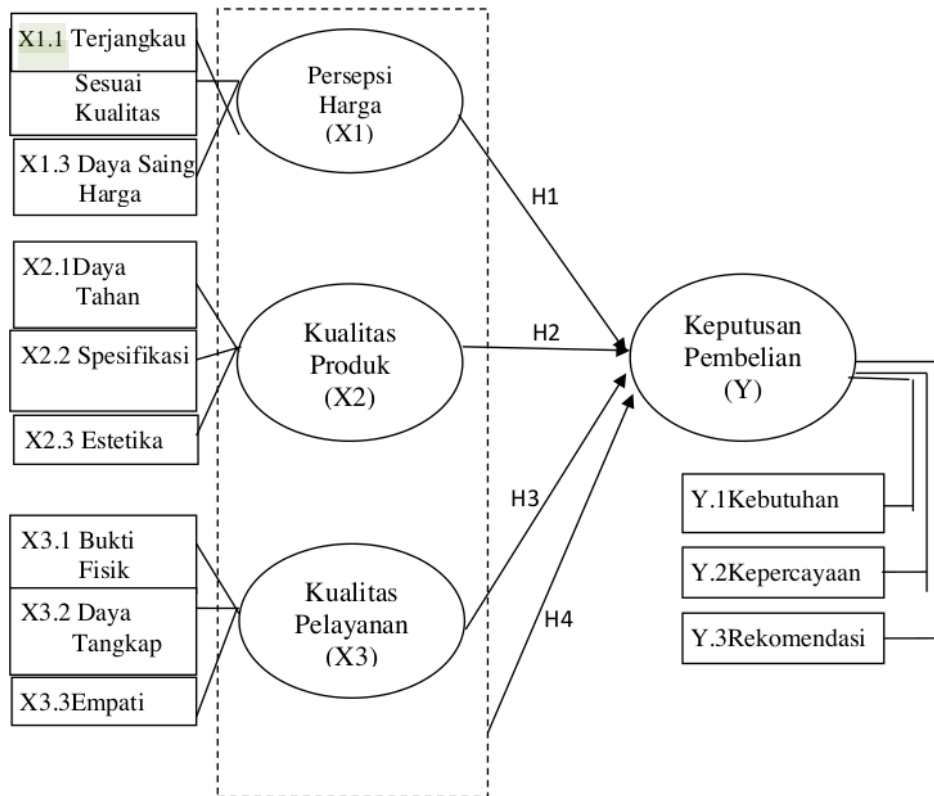 X1.1 Terjangkau
Sesuai
Kualitas
X1.3 Daya Saing
Harga
X2.1Daya
Tahan
X2.2 Spesifikasi
X2.3 Estetika
X3.1 Bukti
Fisik
X3.2 Daya
Tangkap
X3.3Empati
Persepsi
Harga
(X1)
Kualitas
Produk
(X2)
Kualitas
Pelayanan
(X3)
H1
H2
H3
H4
Keputusan
Pembelian
(Y)
Y.1Kebutuhan
Y.2Kepercayaan
Y.3Rekomendasi